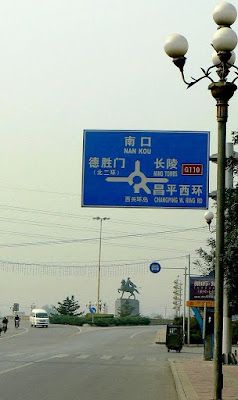 南口
NAN KOU
德胜门
(北二环)
长陵
MING TOMBS
G110
昌平西环
CHANGPING W. RING RD
西关环岛